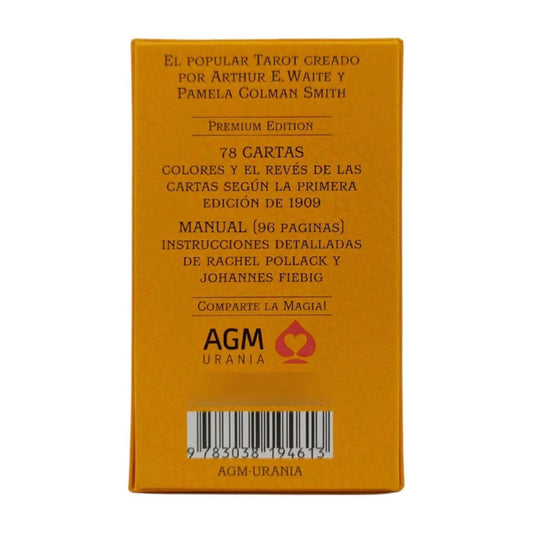 El popular Tarot creado
por Arthur E. Waite y
Pamela Colman Smith
Premium Edition
78 CARTAS
colores y el revés de las
cartas según la primera
edición de 1909
MANUAL (96 paginas)
instrucciones detalladas
de Rachel Pollack y
Johannes Fiebig
Comparte la Magia!
AGM
URANIA
9 783038 194613
AGM-URANIA